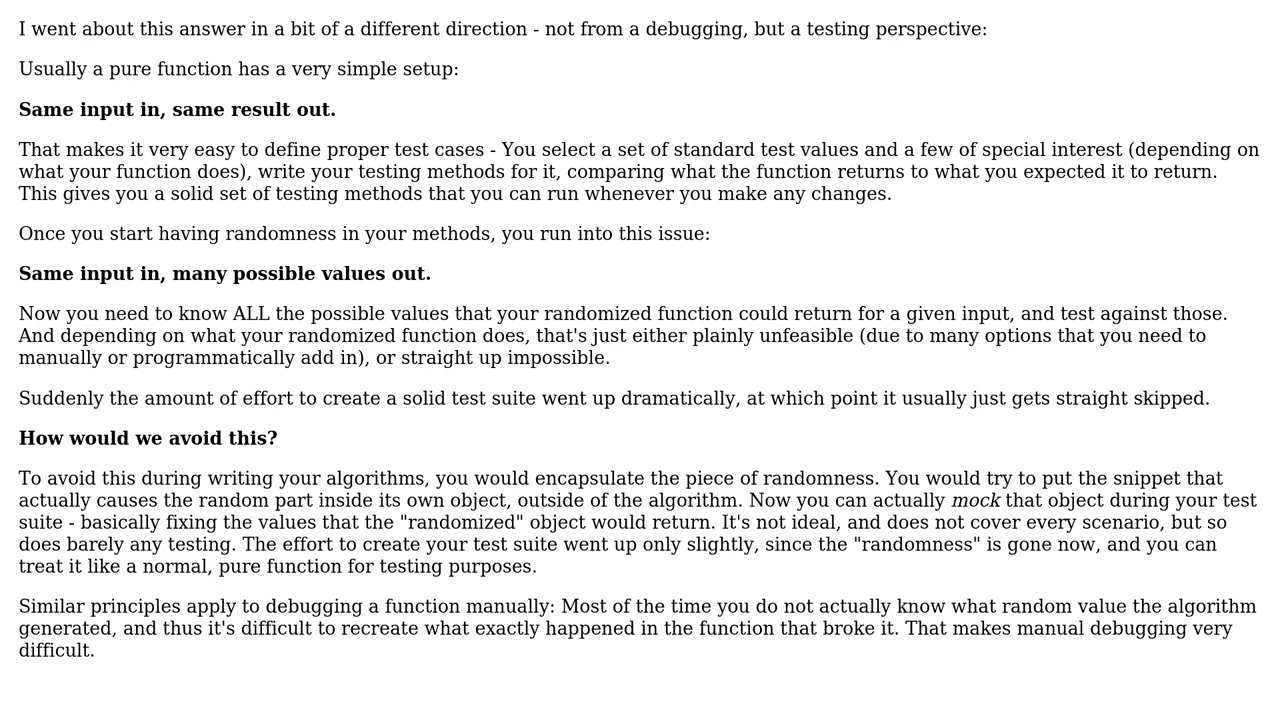 I went about this answer in a bit of a different direction - not from a debugging, but a testing perspective:
Usually a pure function has a very simple setup:
Same input in, same result out.
That makes it very easy to define proper test cases - You select a set of standard test values and a few of special interest (depending on
what your function does), write your testing methods for it, comparing what the function returns to what you expected it to return.
This gives you a solid set of testing methods that you can run whenever you make any changes.
Once you start having randomness in your methods, you run into this issue:
Same input in, many possible values out.
Now you need to know ALL the possible values that your randomized function could return for a given input, and test against those.
And depending on what your randomized function does, that's just either plainly unfeasible (due to many options that you need to
manually or programmatically add in), or straight up impossible.
Suddenly the amount of effort to create a solid test suite went up dramatically, at which point it usually just gets straight skipped.
How would we avoid this?
To avoid this during writing your algorithms, you would encapsulate the piece of randomness. You would try to put the snippet that
actually causes the random part inside its own object, outside of the algorithm. Now you can actually mock that object during your test
suite - basically fixing the values that the "randomized" object would return. It's not ideal, and does not cover every scenario, but so
does barely any testing. The effort to create your test suite went up only slightly, since the "randomness" is gone now, and you can
treat it like a normal, pure function for testing purposes.
Similar principles apply to debugging a function manually: Most of the time you do not actually know what random value the algorithm
generated, and thus it's difficult to recreate what exactly happened in the function that broke it. That makes manual debugging very
difficult.